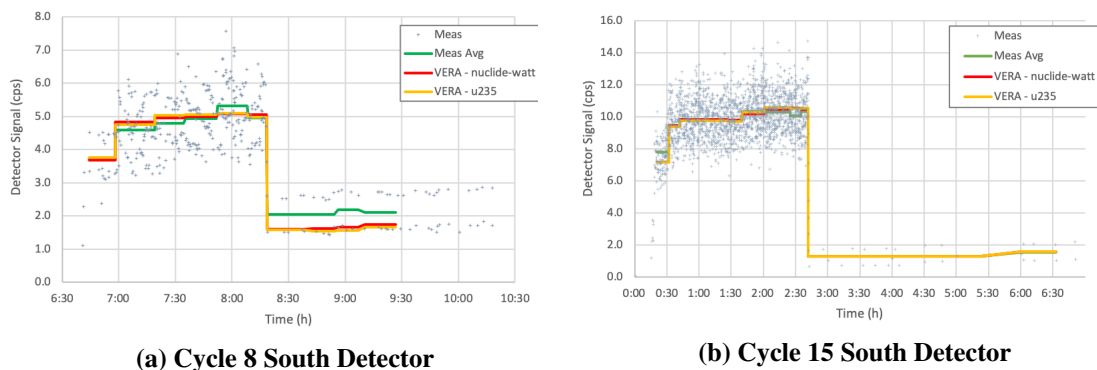 8.0
7.0
6.0
5.0
4.0
3.0
2.0
1.0
0.0
Detector Signal (cps)
6:30 7:00 7:30 8:00 8:30 9:00 9:30 10:00 10:30
Time (h)
Meas
Meas Avg
VERA - nuclide-watt
VERA - u235
(a) Cycle 8 South Detector
16.0
14.0
12.0
10.0
8.0
6.0
4.0
2.0
0.0
Detector Signal (cps)
0:00 0:30 1:00 1:30 2:00 2:30 3:00 3:30 4:00 4:30 5:00 5:30 6:00 6:30
Time (h)
Meas
Meas Avg
VERA - nuclide-watt
VERA - u235
(b) Cycle 15 South Detector